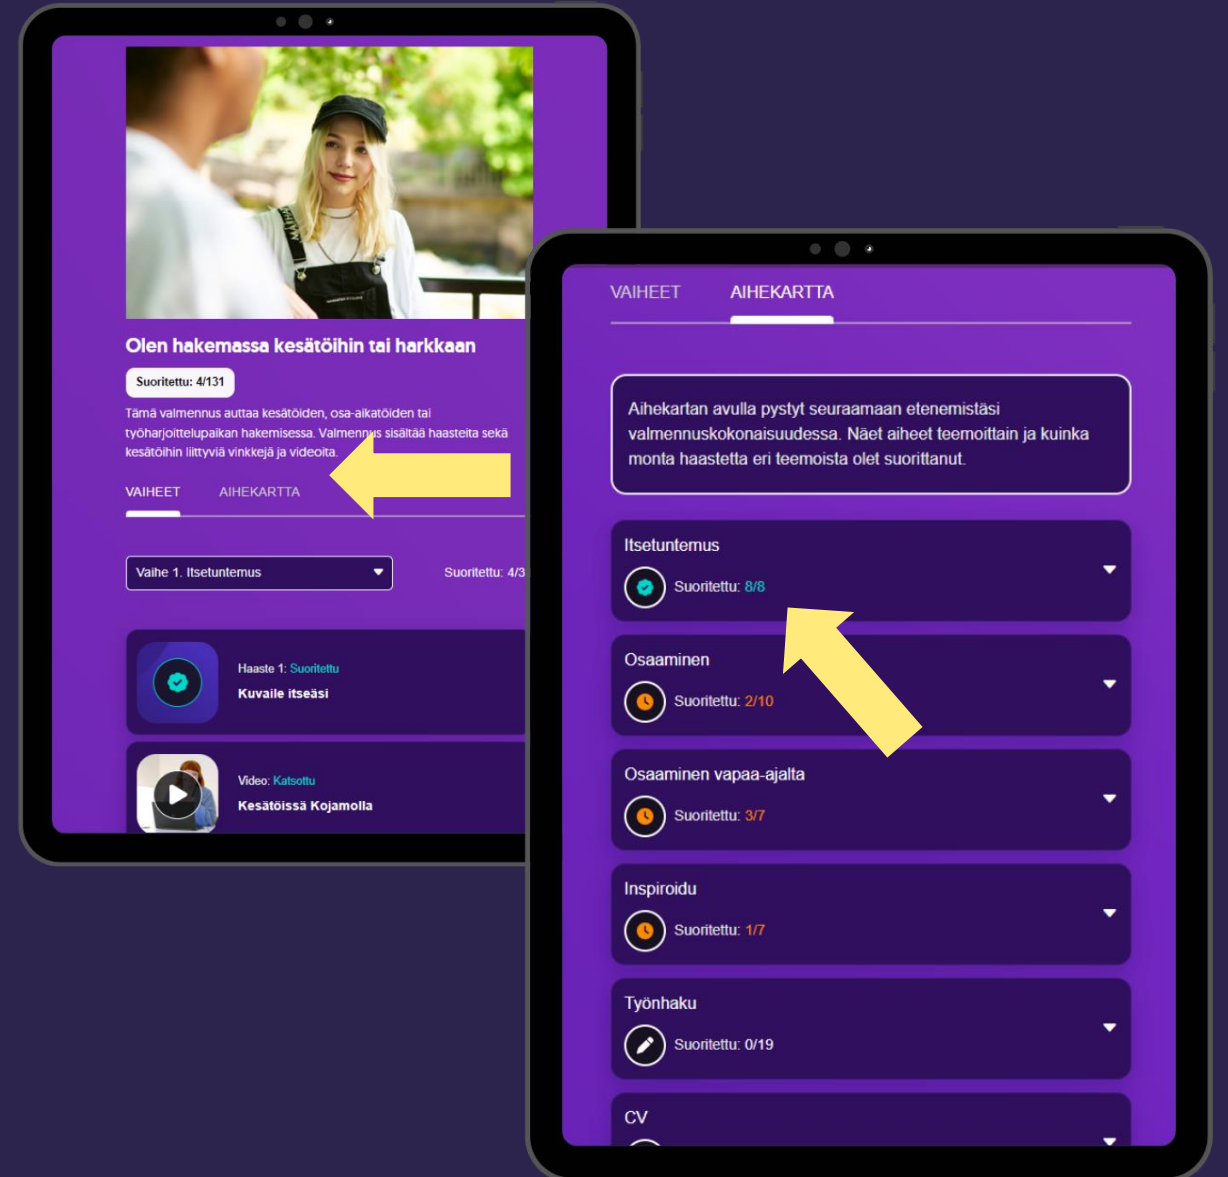 Olen hakemassa kesätöihin tai harkkaan
Suoritettu: 4/131
Tämä valmennus auttaa kesätöiden, osa-aikatöiden tai
työharjoittelupaikan hakemisessa. Valmennus sisältää haasteita sekä
kesätöihin liittyviä vinkkejä ja videoita.
VAIHEET AIHEKARTTA
Vaihe 1. Itsetuntemus Suoritettu: 4/3
Haaste 1: Suoritettu
Kuvaile itseäsi
Video: Katsottu
Kesätöissä Kojamolla
VAIHEET AIHEKARTTA
Aihekartan avulla pystyt seuraamaan etenemistäsi
valmennuskokonaisuudessa. Näet aiheet teemoittain ja kuinka
monta haastetta eri teemoista olet suorittanut.
Itsetuntemus
Suoritettu: 8/8
Osaaminen
Suoritettu: 2/10
Osaaminen vapaa-ajalta
Suoritettu: 3/7
Inspiroidu
Suoritettu: 1/7
Työnhaku
Suoritettu: 0/19
CV